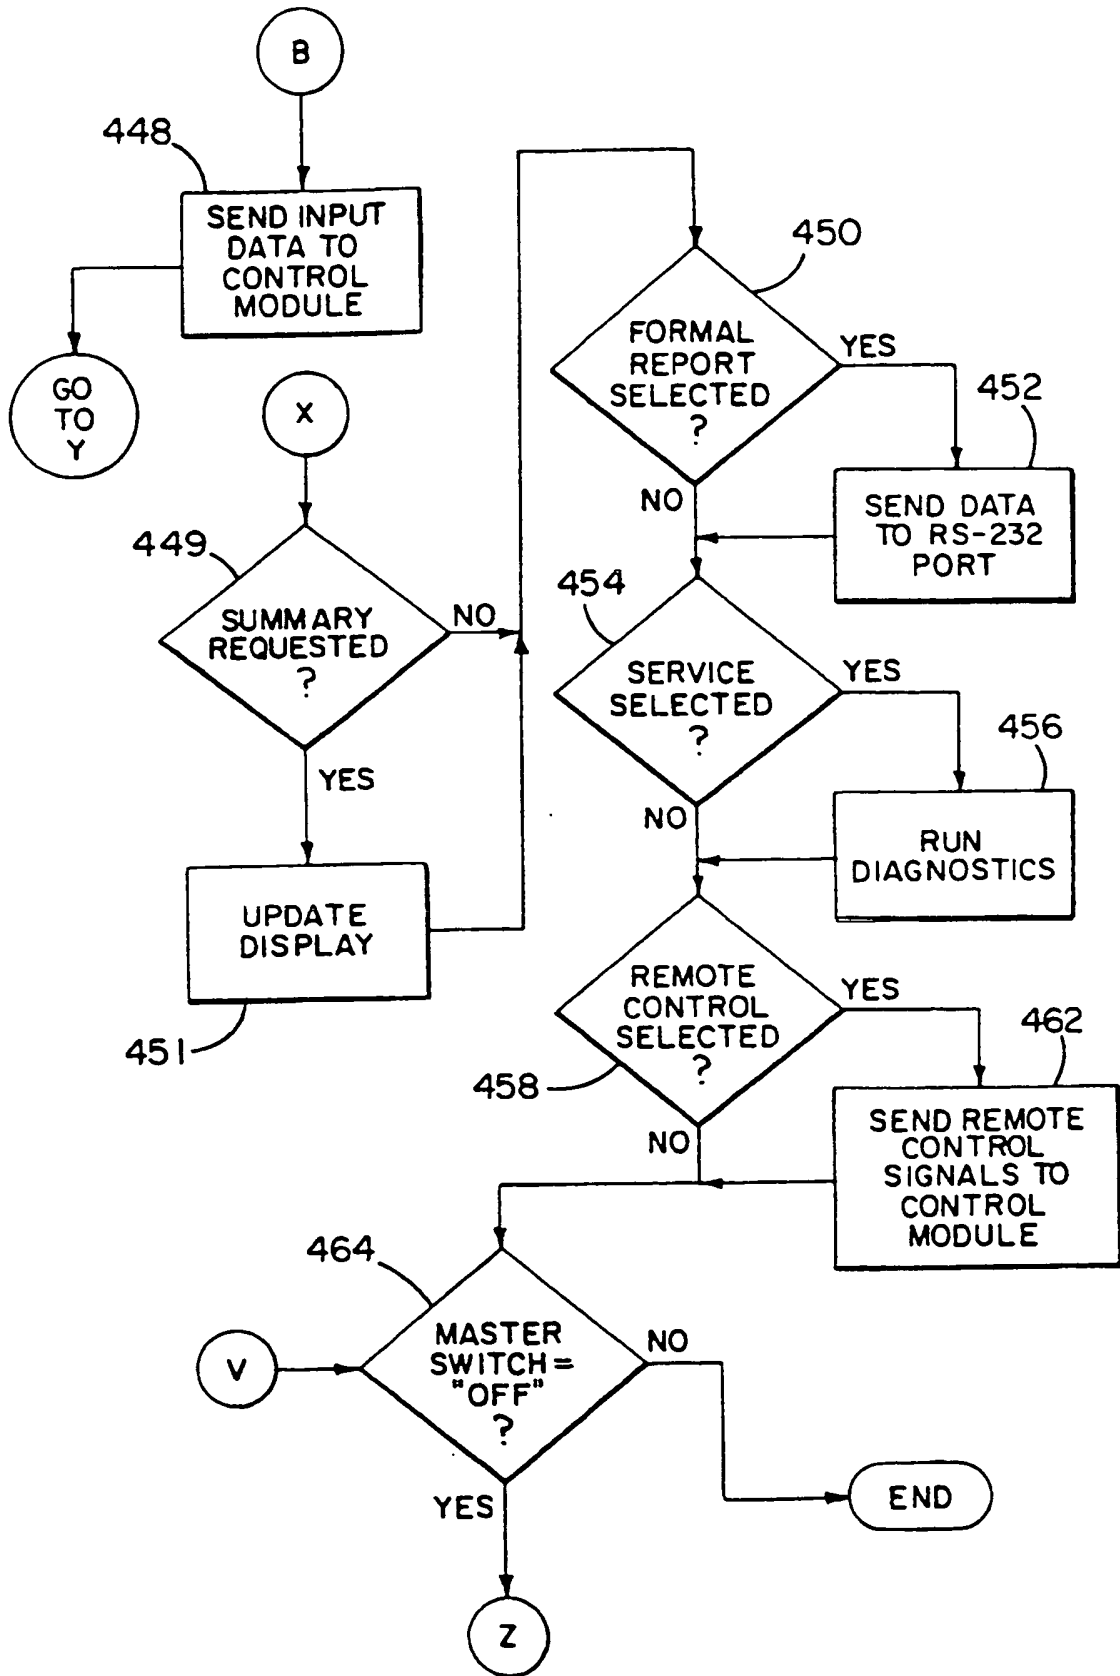 B
448
SEND INPUT
DATA TO
CONTROL
MODULE
GO
TO
Y
X
449
SUMMARY
REQUESTED
?
NO
YES
UPDATE
DISPLAY
451
450
FORMAL
REPORT
SELECTED
?
YES
NO
452
SEND DATA
TO RS-232
PORT
454
SERVICE
SELECTED
?
YES
NO
456
RUN
DIAGNOSTICS
REMOTE
CONTROL
SELECTED
?
458
YES
NO
462
SEND REMOTE
CONTROL
SIGNALS TO
CONTROL
MODULE
464
V
MASTER
SWITCH =
"OFF"
?
NO
YES
END
Z